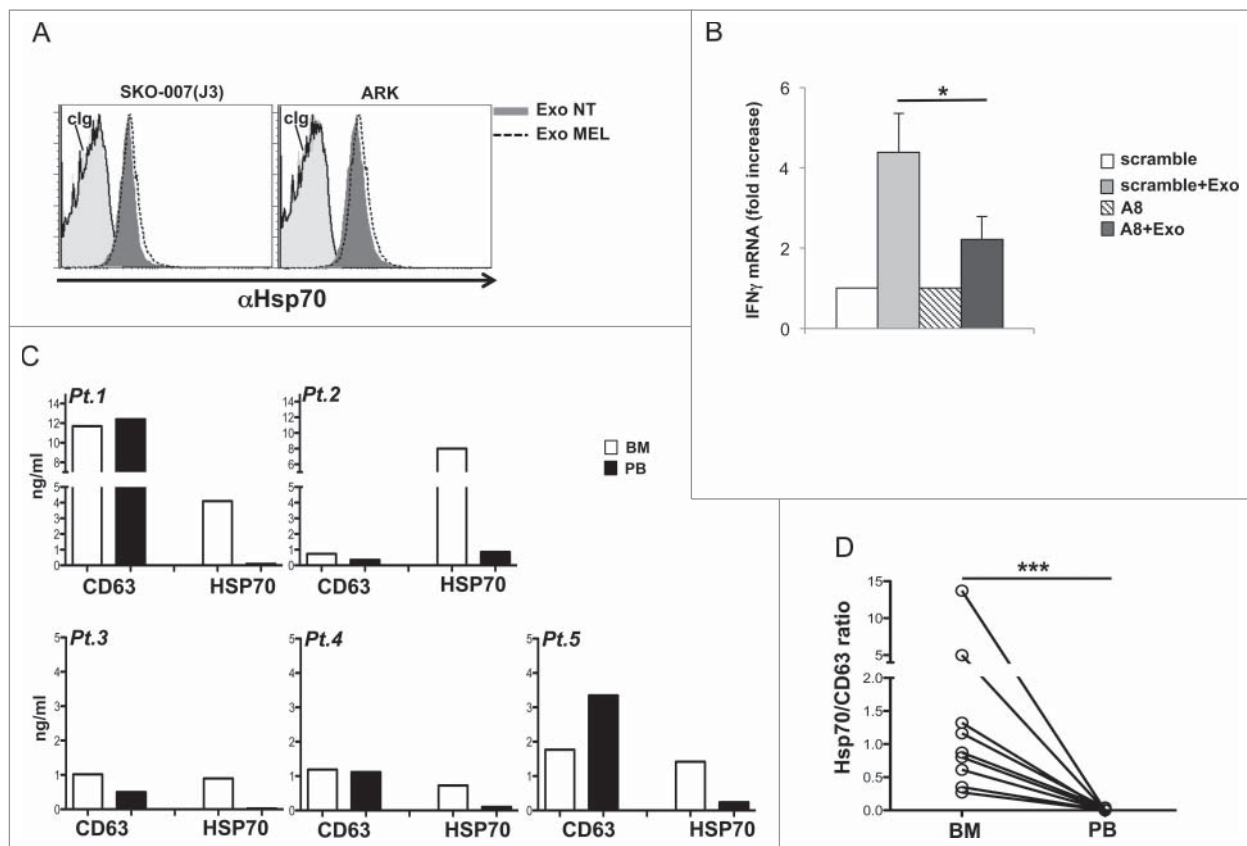 A
SKO-007(J3)
ARK
cIg
cIg
Exo NT
Exo MEL
αHsp70
B
IFNγ mRNA (fold increase)
6
4
2
0
*
scramble
scramble+Exo
A8
A8+Exo
C
Pt.1
ng/ml
14
12
10
8
5
4
3
2
1
0
CD63
HSP70
Pt.2
14
12
10
8
6
5
4
3
2
1
0
CD63
HSP70
BM
PB
Pt.3
ng/ml
5
4
3
2
1
0
CD63
HSP70
Pt.4
5
4
3
2
1
0
CD63
HSP70
Pt.5
5
4
3
2
1
0
CD63
HSP70
D
***
Hsp70/CD63 ratio
15
10
5
2.0
1.5
1.0
0.5
0.0
BM
PB